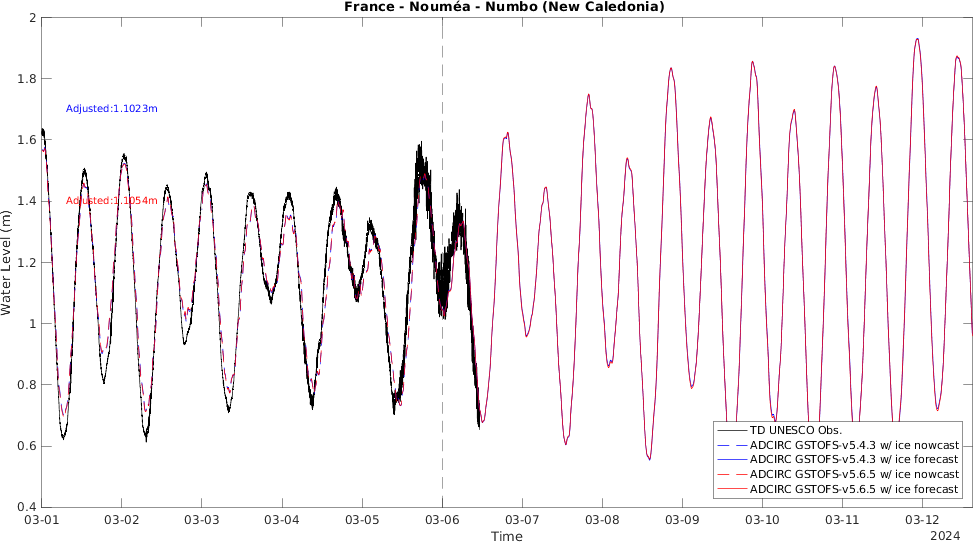 France - Nouméa - Numbo (New Caledonia)
2
1.8
1.6
1.4
1.2
1
0.8
0.6
0.4
Water Level (m)
Adjusted:1.1023m
Adjusted:1.1054m
TD UNESCO Obs.
ADCIRC GSTOFS-v5.4.3 w/ ice nowcast
ADCIRC GSTOFS-v5.4.3 w/ ice forecast
ADCIRC GSTOFS-v5.6.5 w/ ice nowcast
ADCIRC GSTOFS-v5.6.5 w/ ice forecast
03-01 03-02 03-03 03-04 03-05 03-06 03-07 03-08 03-09 03-10 03-11 03-12
Time
2024